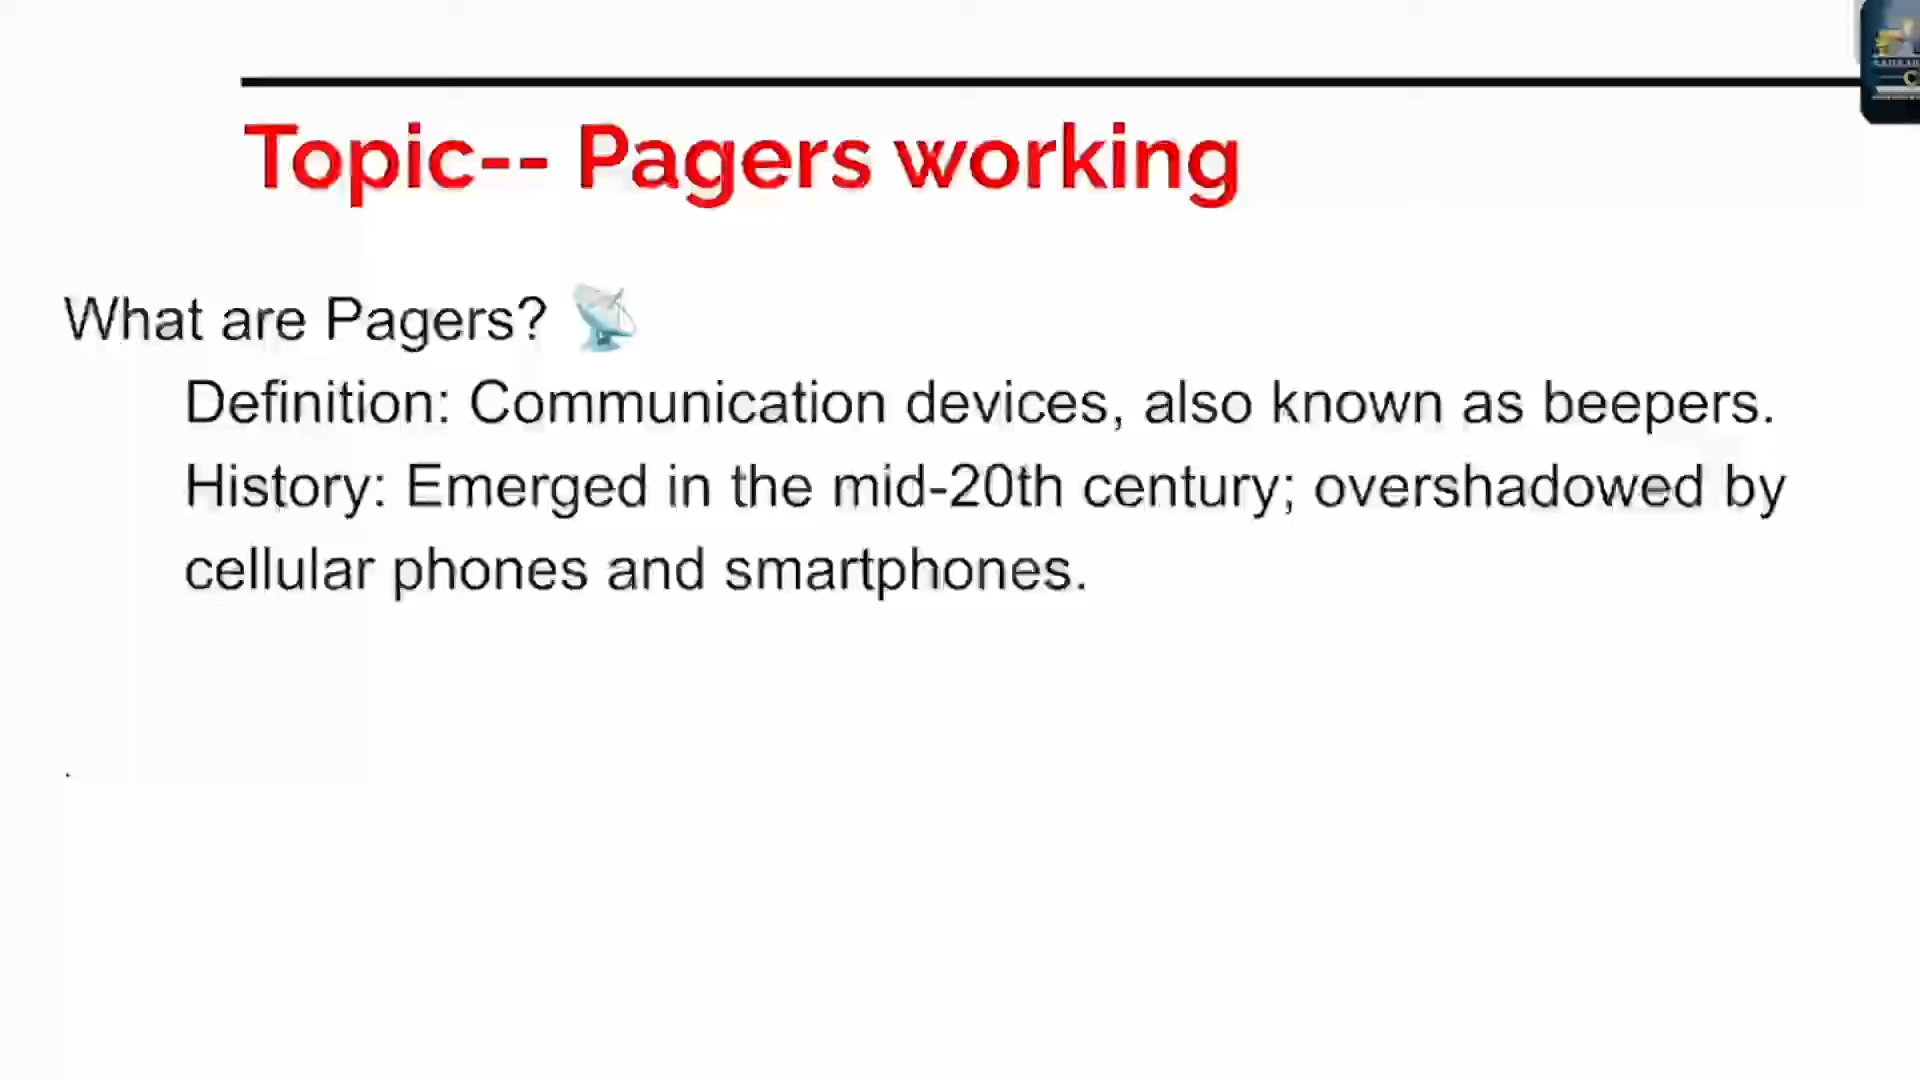 Topic-- Pagers working
What are Pagers? 📡
Definition: Communication devices, also known as beepers.
History: Emerged in the mid-20th century; overshadowed by
cellular phones and smartphones.